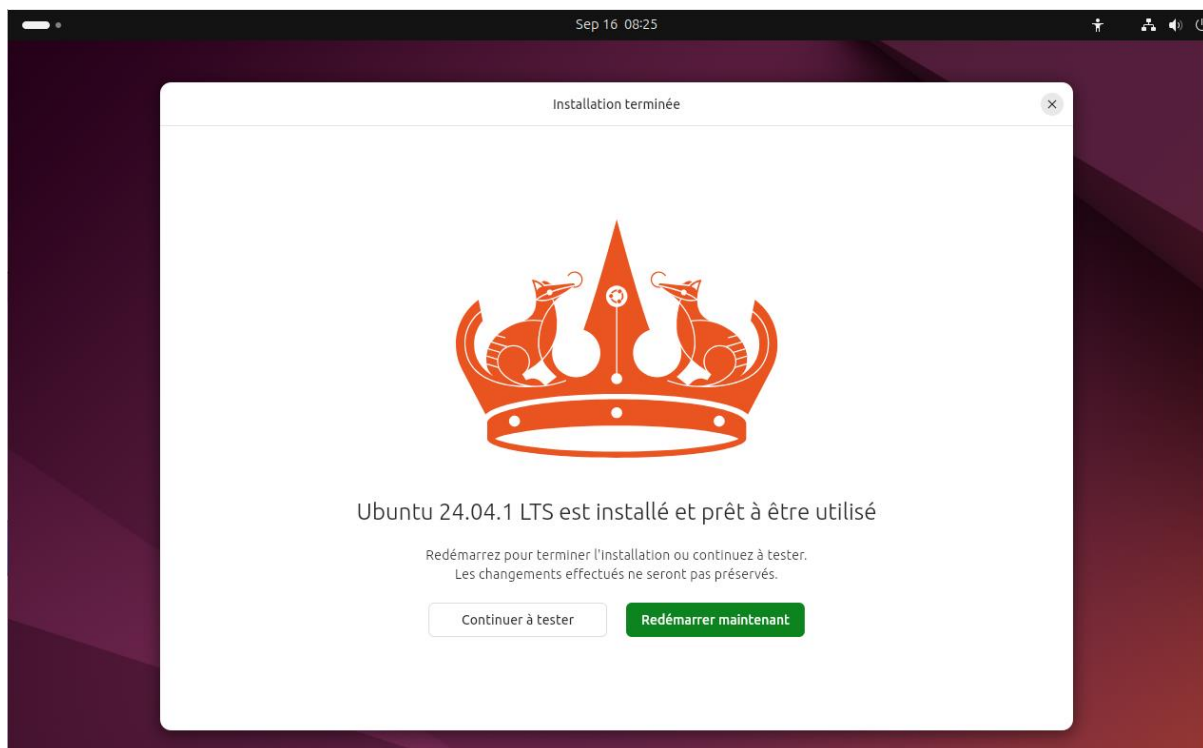 Sep 16 08:25
Installation terminée
Ubuntu 24.04.1 LTS est installé et prêt à être utilisé
Redémarrez pour terminer l'installation ou continuez à tester.
Les changements effectués ne seront pas préservés.
Continuer à tester
Redémarrer maintenant